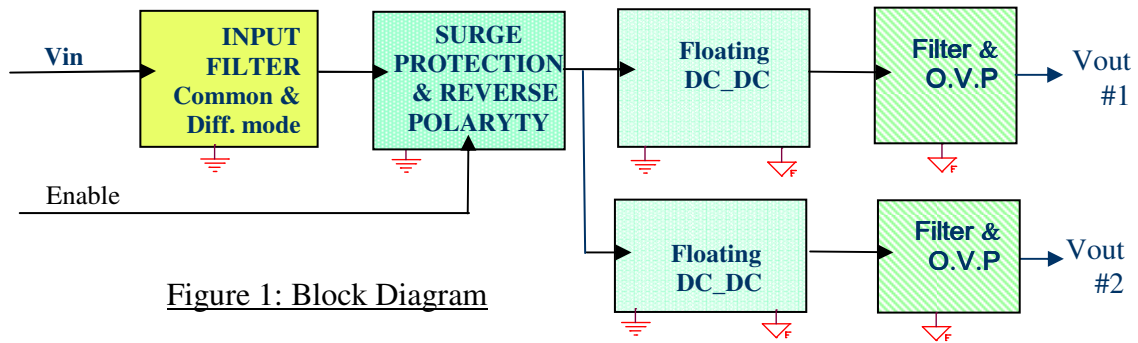 Vin
INPUT
FILTER
Common &
Diff. mode
SURGE
PROTECTION
& REVERSE
POLARYTY
Floating
DC_DC
Filter &
O.V.P
Vout
#1
Enable
Floating
DC_DC
Filter &
O.V.P
Vout
#2
F
F
F
F
Figure 1: Block Diagram